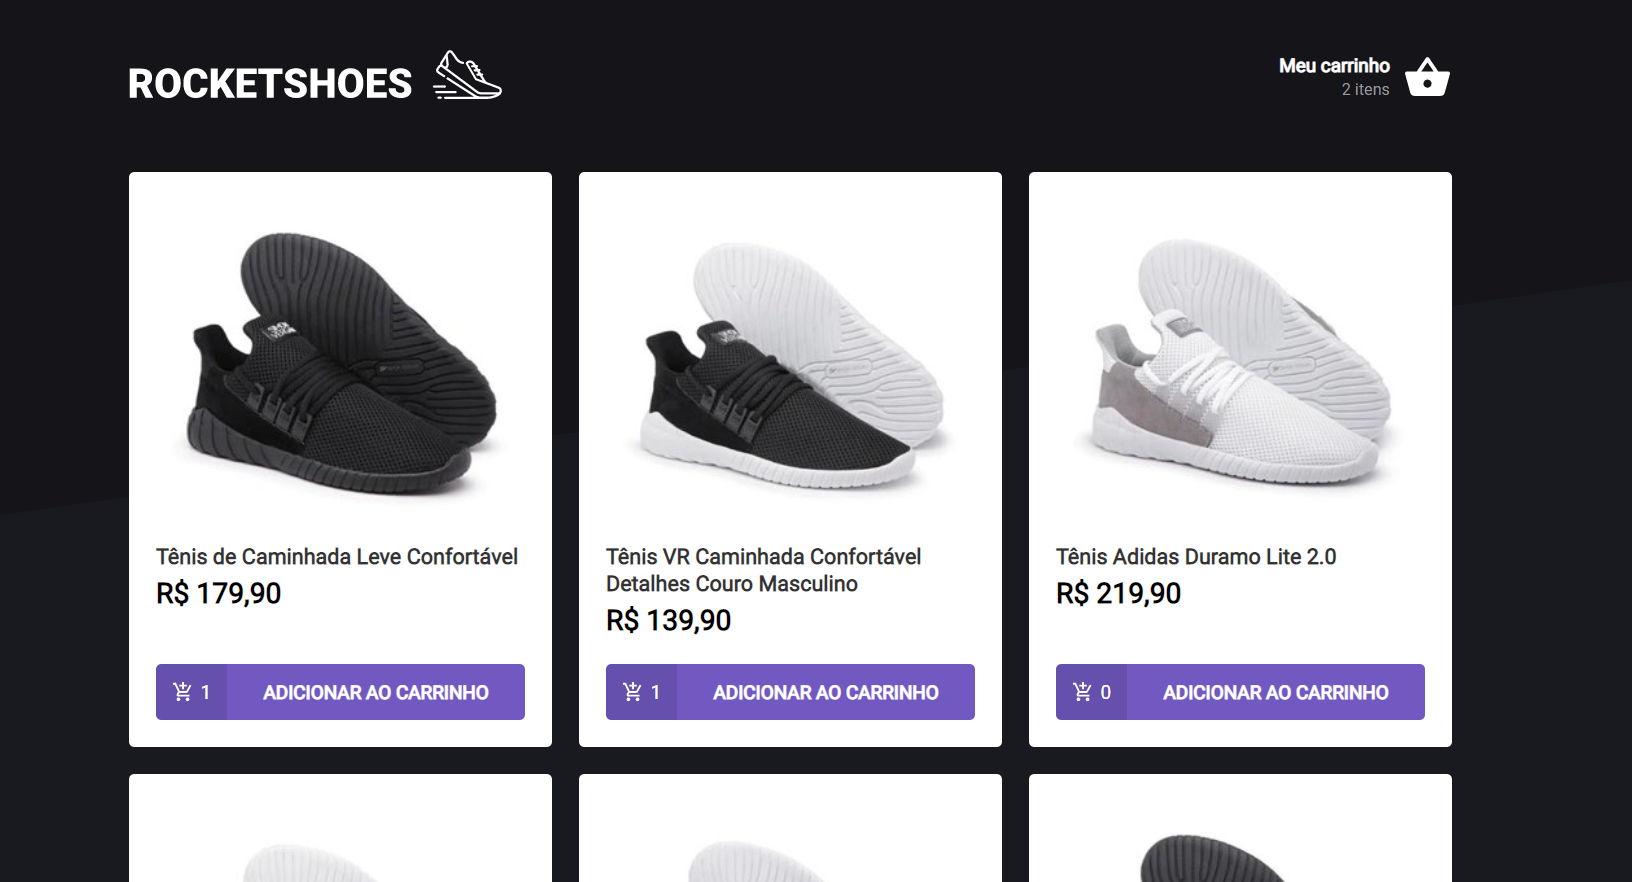 ROCKETSHOES
Meu carrinho
2 itens
Tênis de Caminhada Leve Confortável
R$ 179,90
1 ADICIONAR AO CARRINHO
Tênis VR Caminhada Confortável
Detalhes Couro Masculino
R$ 139,90
1 ADICIONAR AO CARRINHO
Tênis Adidas Duramo Lite 2.0
R$ 219,90
0 ADICIONAR AO CARRINHO